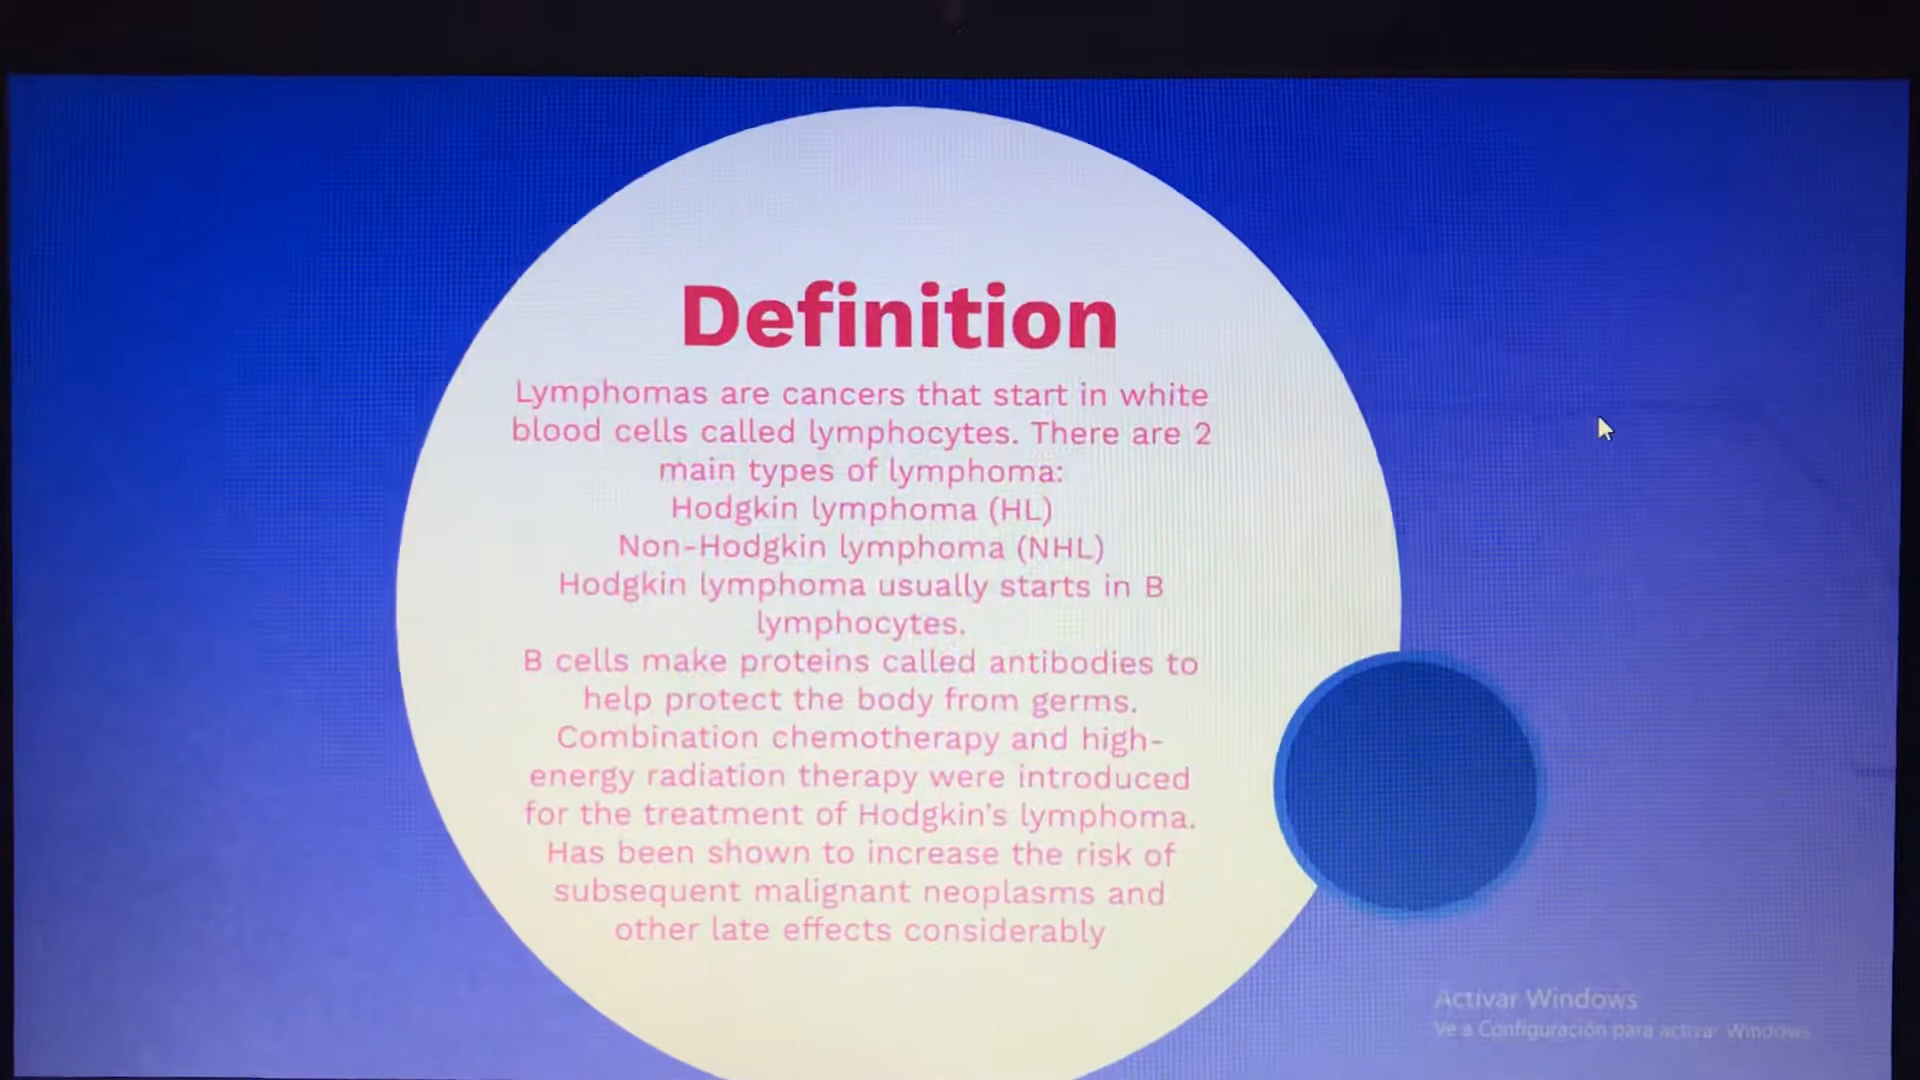 Definition
Lymphomas are cancers that start in white
blood cells called lymphocytes. There are 2
main types of lymphoma:
Hodgkin lymphoma (HL)
Non-Hodgkin lymphoma (NHL)
Hodgkin lymphoma usually starts in B
lymphocytes.
B cells make proteins called antibodies to
help protect the body from germs.
Combination chemotherapy and high-
energy radiation therapy were introduced
for the treatment of Hodgkin's lymphoma.
Has been shown to increase the risk of
subsequent malignant neoplasms and
other late effects considerably
Activar Windows
Ve a Configuración para activar Windows.